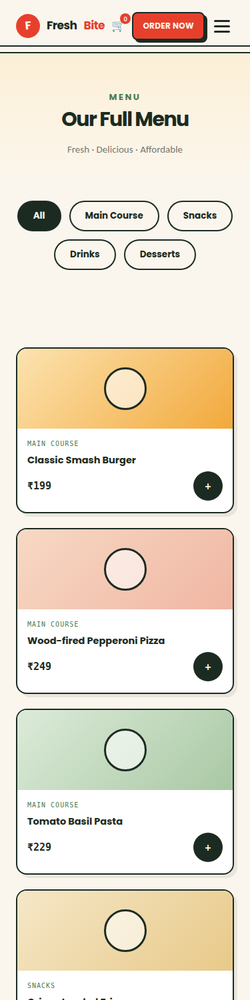 F Fresh Bite 🛒 0 ORDER NOW
MENU
Our Full Menu
Fresh · Delicious · Affordable
All Main Course Snacks
Drinks Desserts
MAIN COURSE
Classic Smash Burger
₹199 +
MAIN COURSE
Wood-fired Pepperoni Pizza
₹249 +
MAIN COURSE
Tomato Basil Pasta
₹229 +
SNACKS